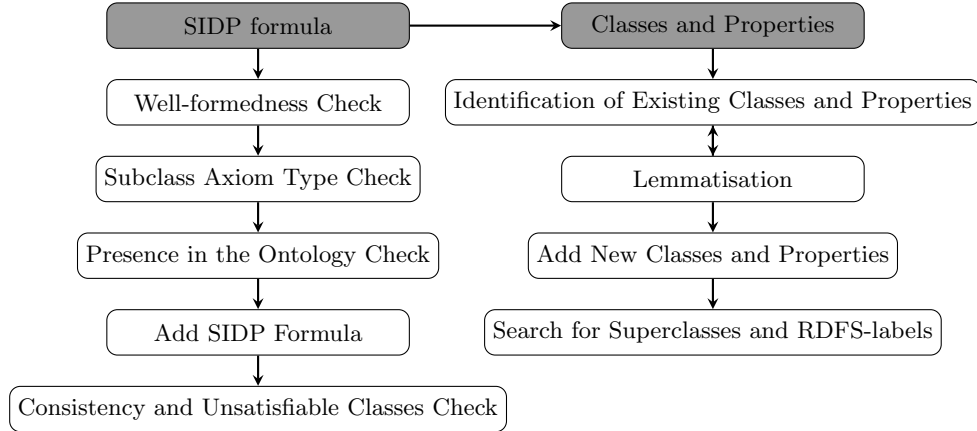 SIDP formula
Classes and Properties
Well-formedness Check
Identification of Existing Classes and Properties
Subclass Axiom Type Check
Lemmatisation
Presence in the Ontology Check
Add New Classes and Properties
Add SIDP Formula
Search for Superclasses and RDFS-labels
Consistency and Unsatisfiable Classes Check